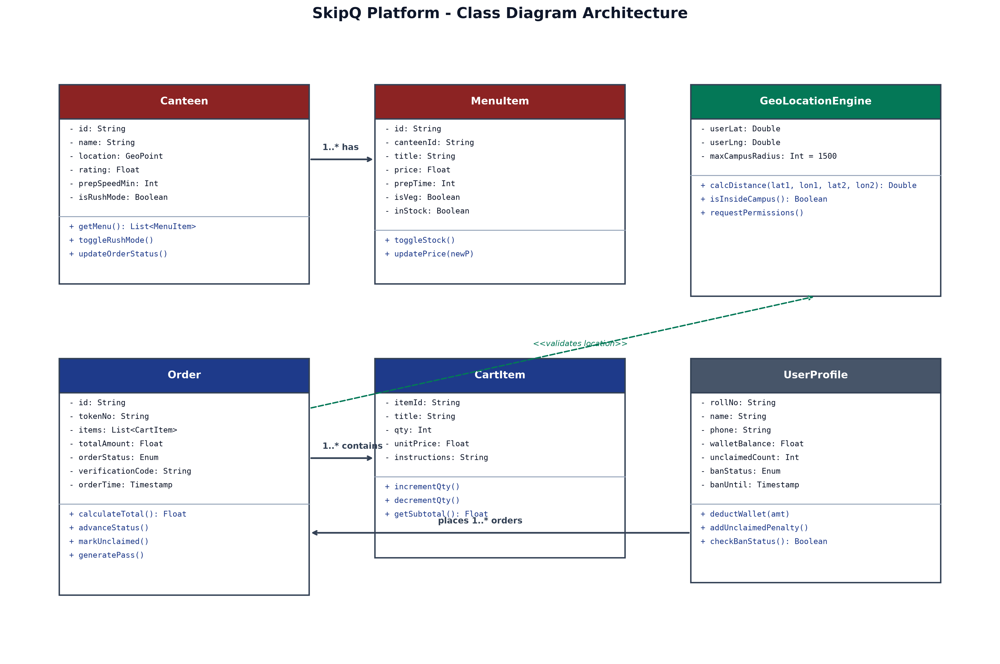 SkipQ Platform - Class Diagram Architecture
Canteen
- id: String
- name: String
- location: GeoPoint
- rating: Float
- prepSpeedMin: Int
- isRushMode: Boolean
+ getMenu(): List<MenuItem>
+ toggleRushMode()
+ updateOrderStatus()
1..* has
MenuItem
- id: String
- canteenId: String
- title: String
- price: Float
- prepTime: Int
- isVeg: Boolean
- inStock: Boolean
+ toggleStock()
+ updatePrice(newP)
GeoLocationEngine
- userLat: Double
- userLng: Double
- maxCampusRadius: Int = 1500
+ calcDistance(lat1, lon1, lat2, lon2): Double
+ isInsideCampus(): Boolean
+ requestPermissions()
<<validates location>>
Order
- id: String
- tokenNo: String
- items: List<CartItem>
- totalAmount: Float
- orderStatus: Enum
- verificationCode: String
- orderTime: Timestamp
+ calculateTotal(): Float
+ advanceStatus()
+ markUnclaimed()
+ generatePass()
1..* contains
CartItem
- itemId: String
- title: String
- qty: Int
- unitPrice: Float
- instructions: String
+ incrementQty()
+ decrementQty()
+ getSubtotal(): Float
places 1..* orders
UserProfile
- rollNo: String
- name: String
- phone: String
- walletBalance: Float
- unclaimedCount: Int
- banStatus: Enum
- banUntil: Timestamp
+ deductWallet(amt)
+ addUnclaimedPenalty()
+ checkBanStatus(): Boolean